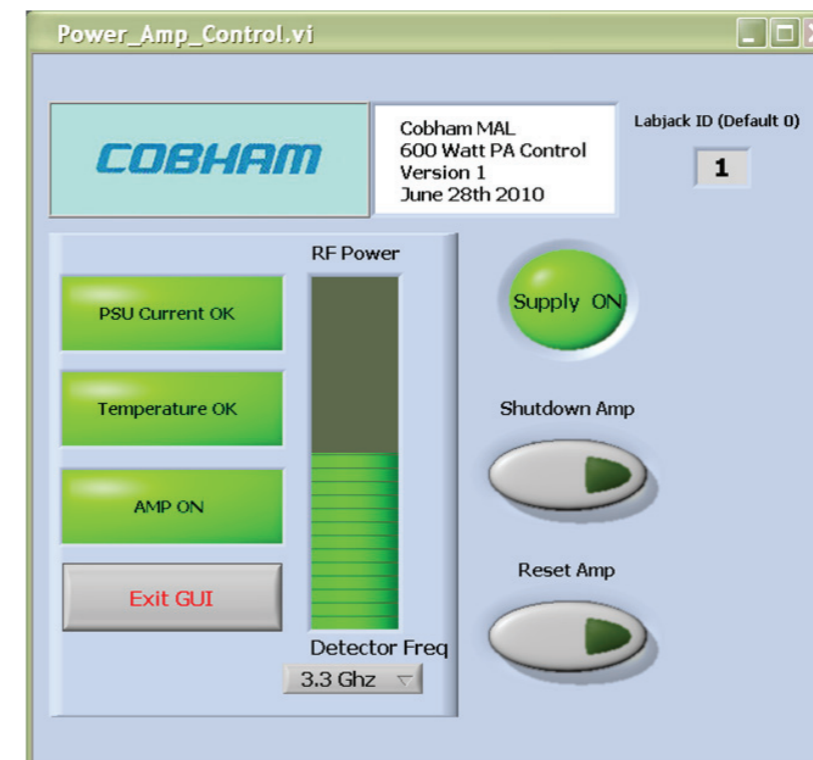 Power_Amp_Control.vi
COBHAM
Cobham MAL
600 Watt PA Control
Version 1
June 28th 2010
Labjack ID (Default 0)
1
RF Power
PSU Current OK
Temperature OK
AMP ON
Exit GUI
Detector Freq
3.3 Ghz
Supply ON
Shutdown Amp
Reset Amp